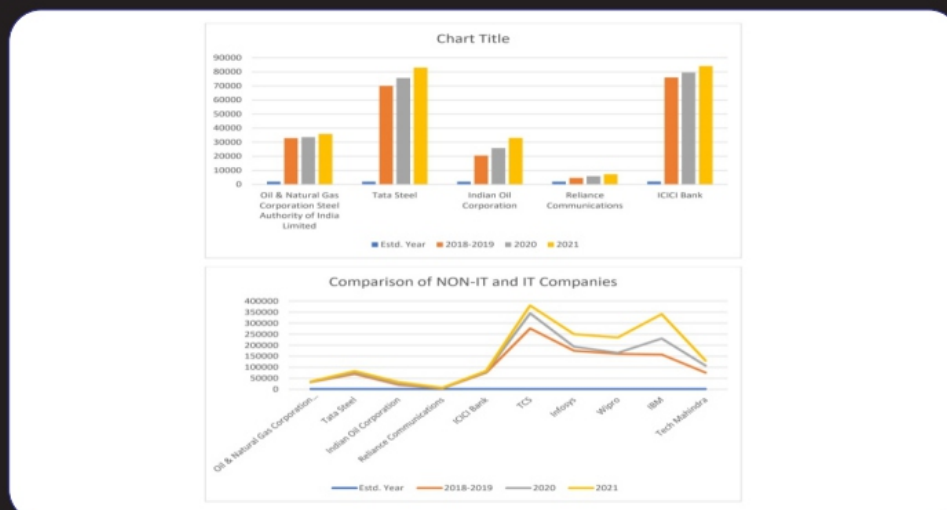 Chart Title
90000
80000
70000
60000
50000
40000
30000
20000
10000
0
Oil & Natural Gas
Corporation Steel
Authority of India
Limited
Tata Steel
Indian Oil
Corporation
Reliance
Communications
ICICI Bank
Estd. Year 2018-2019 2020 2021
Comparison of NON-IT and IT Companies
400000
350000
300000
250000
200000
150000
100000
50000
0
Oil & Natural Gas Corporation...
Tata Steel
Indian Oil Corporation
Reliance Communications
ICICI Bank
TCS
Infosys
Wipro
IBM
Tech Mahindra
Estd. Year 2018-2019 2020 2021